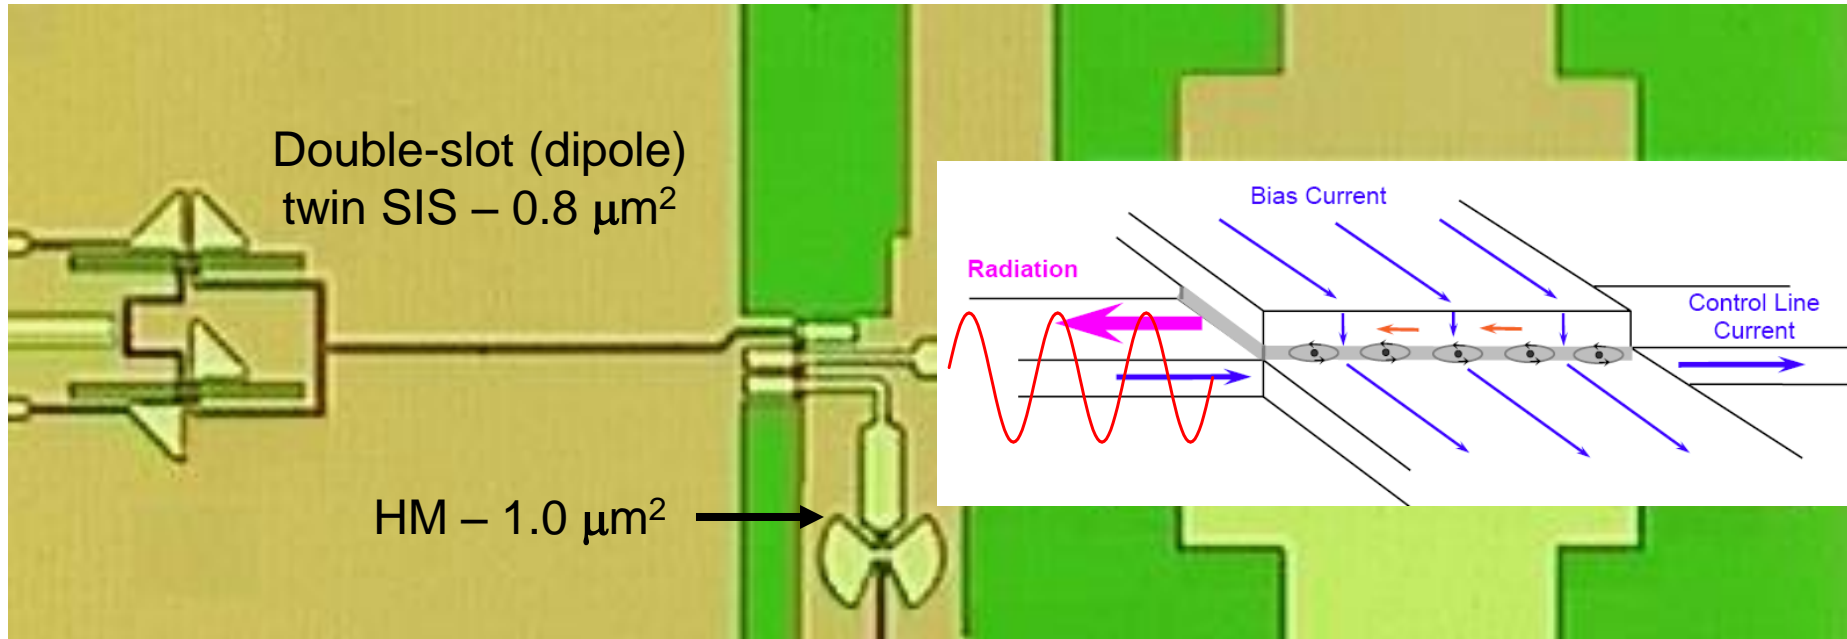 Double-slot (dipole)
twin SIS – 0.8 μm²
HM – 1.0 μm²
Bias Current
Radiation
Control Line
Current